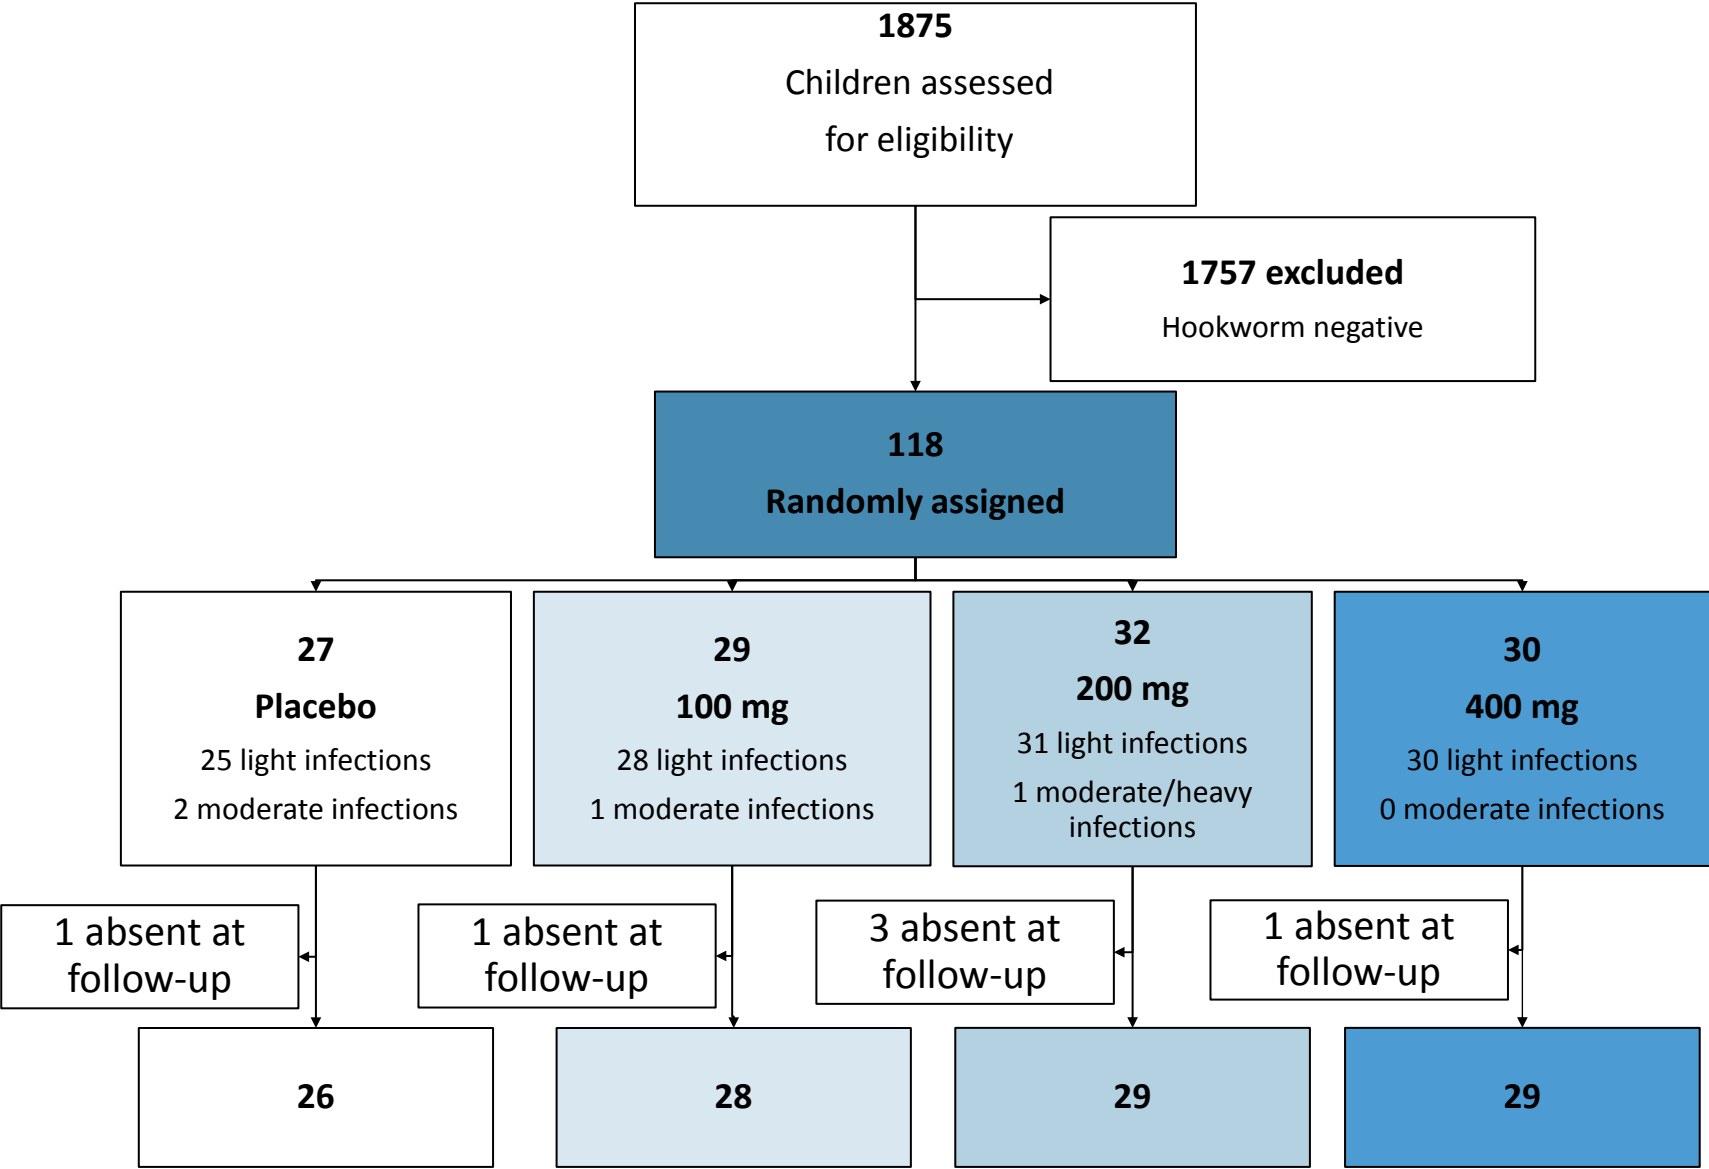 1875
Children assessed
for eligibility
1757 excluded
Hookworm negative
118
Randomly assigned
27
Placebo
25 light infections
2 moderate infections
29
100 mg
28 light infections
1 moderate infections
32
200 mg
31 light infections
1 moderate/heavy
infections
30
400 mg
30 light infections
0 moderate infections
1 absent at
follow-up
1 absent at
follow-up
3 absent at
follow-up
1 absent at
follow-up
26
28
29
29